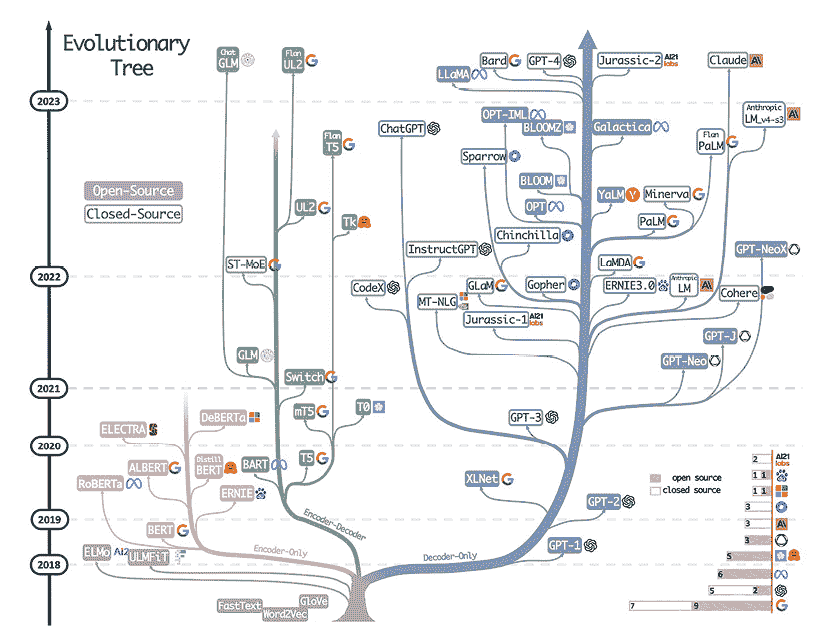 Evolutionary
Tree
2023
2022
2021
2020
2019
2018
Open-Source
Closed-Source
Chat
GLM
Flan
UL2
Flan
T5
UL2
Tk
ST-MoE
GLM
Switch
mT5
T0
DeBERTa
ELECTRA
Distill
BERT
ALBERT
BART
T5
RoBERTa
ERNIE
BERT
ELMo
AI2
ULMFiT
Encoder-Only
Encoder-Decoder
Decoder-Only
FastText
GloVe
Word2Vec
Bard
GPT-4
Jurassic-2
AI21
labs
Claude
LLaMA
Anthropic
LM_v4-s3
OPT-IML
BLOOMZ
Galactica
ChatGPT
Flan
PaLM
Sparrow
BLOOM
YaLM
Minerva
OPT
PaLM
Chinchilla
InstructGPT
GPT-NeoX
LaMDA
CodeX
GLaM
Gopher
ERNIE3.0
Anthropic
LM
Cohere
MT-NLG
Jurassic-1
AI21
labs
GPT-J
GPT-Neo
GPT-3
XLNet
GPT-2
GPT-1
open source
closed source
2
AI21
labs
1 1
1 1
3
3
3
5
6
5 2
7 9